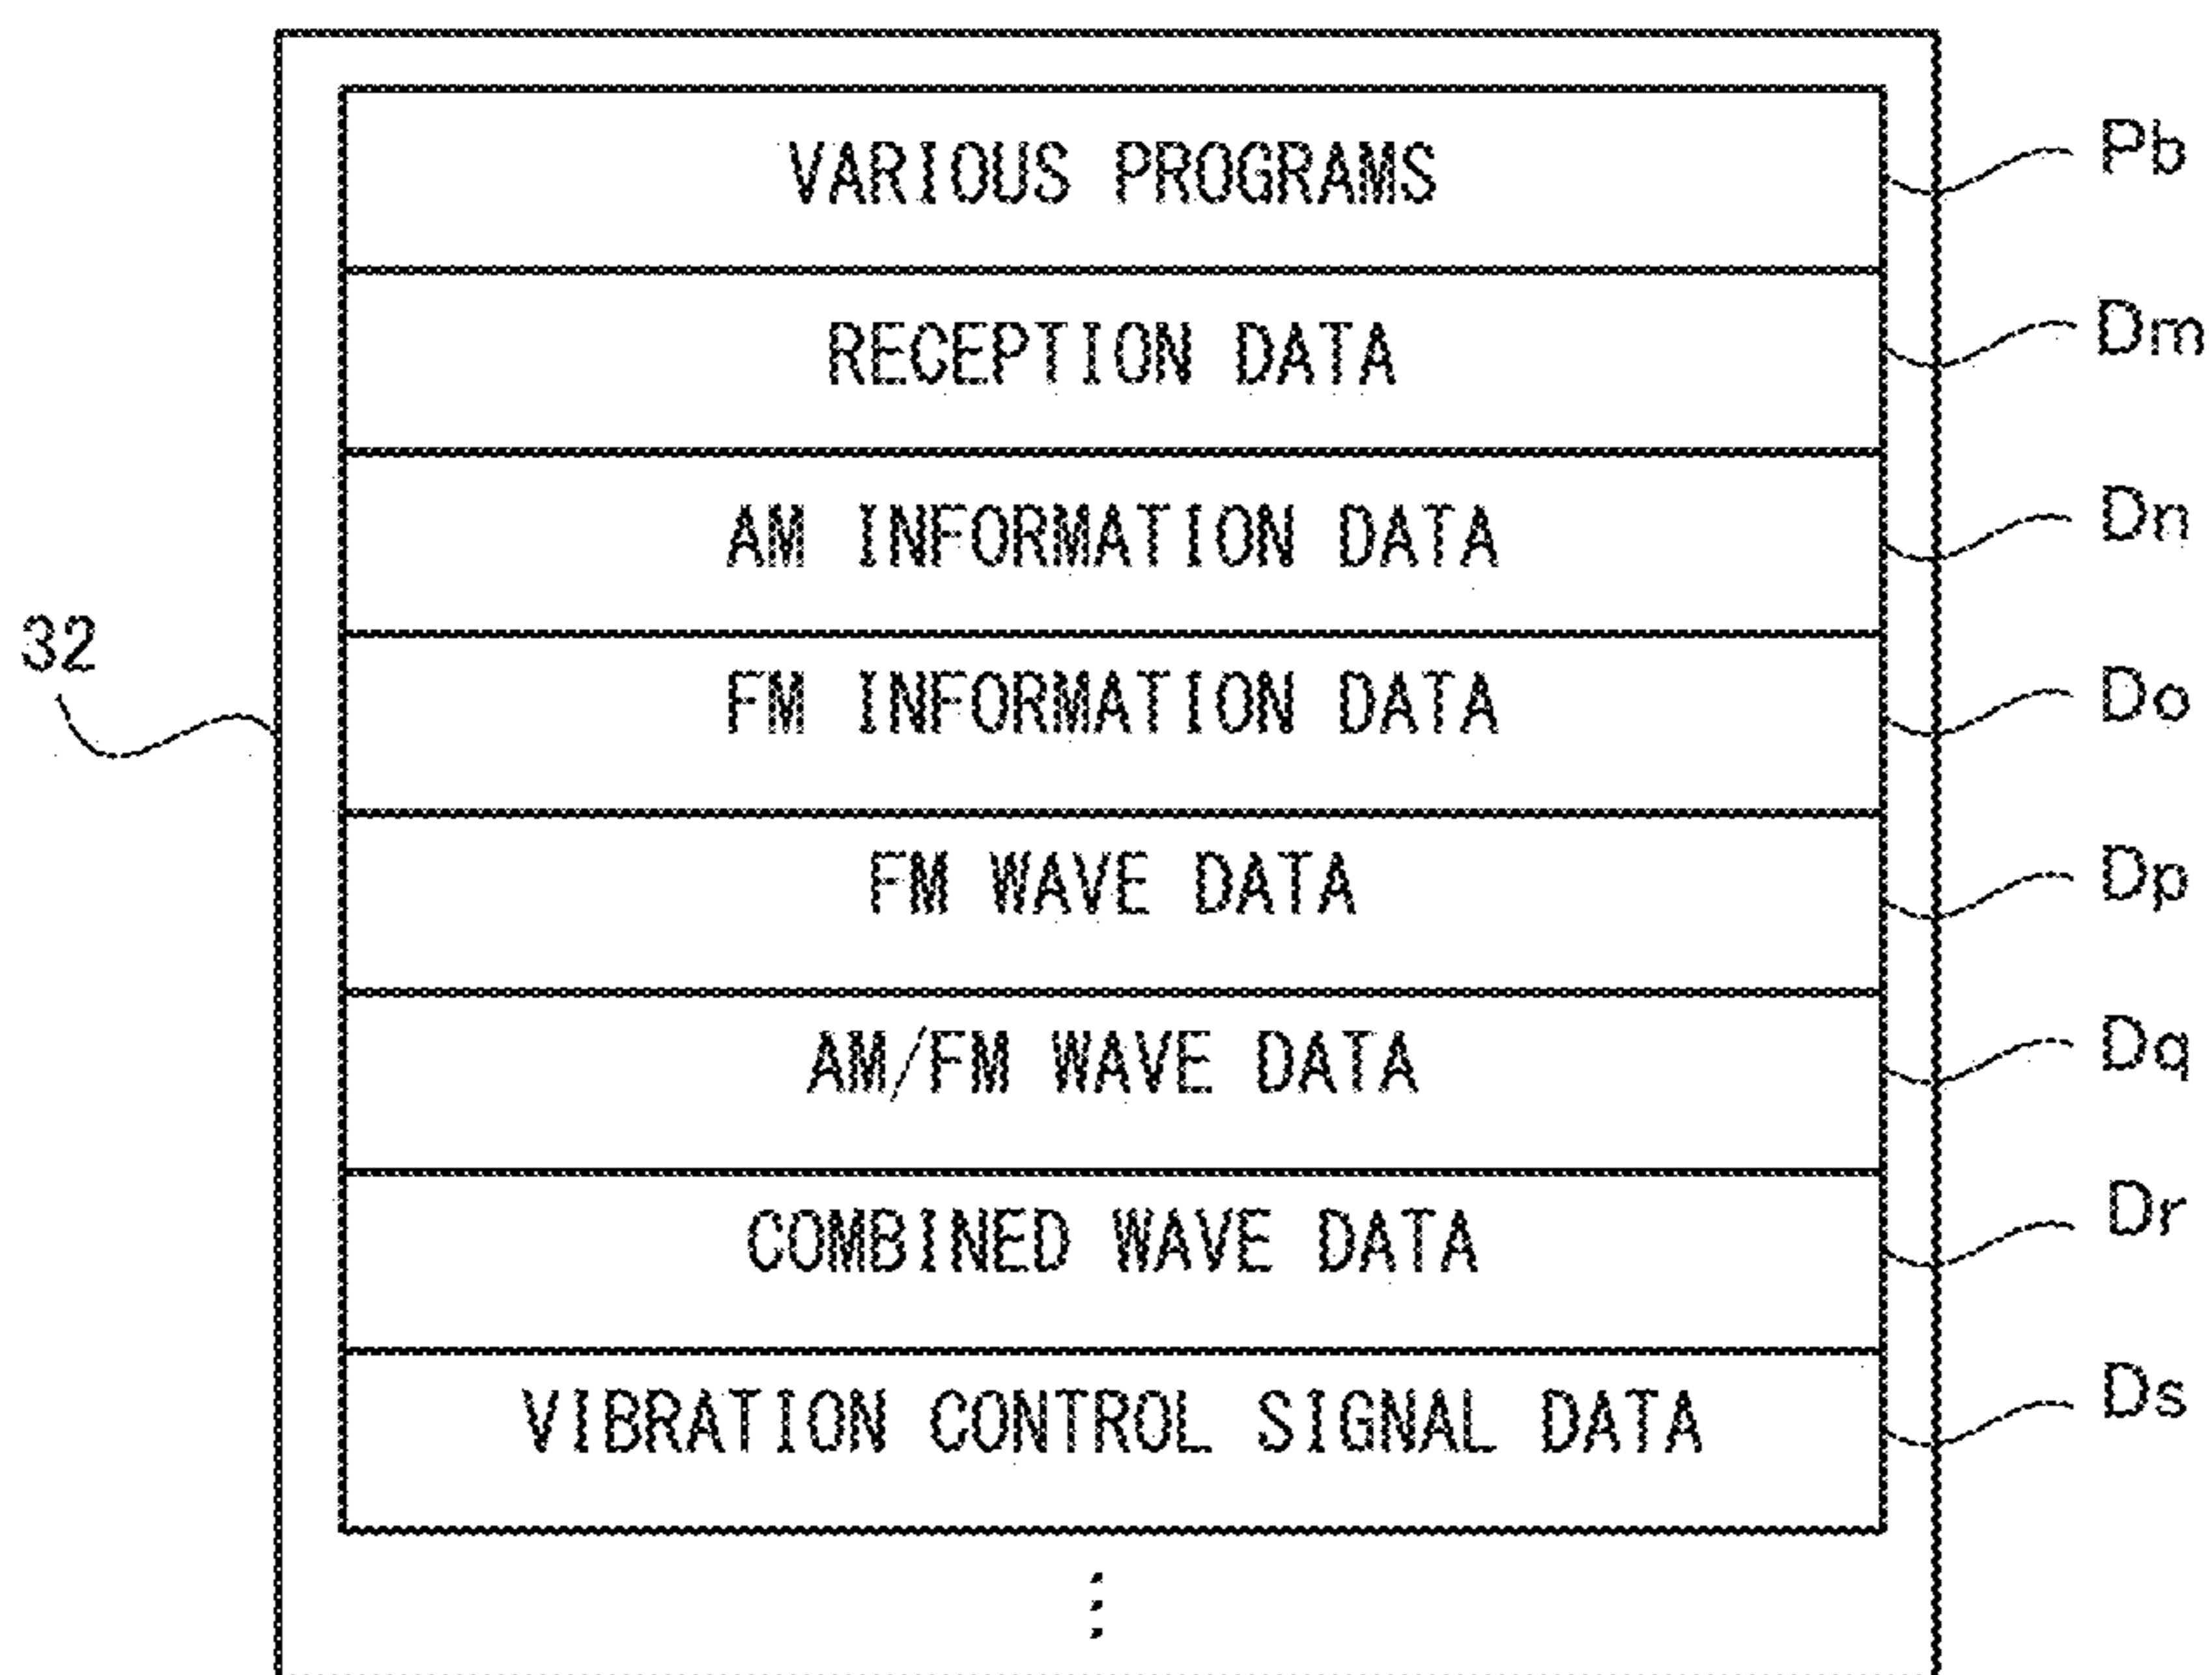 VARIOUS PROGRAMS Pb
RECEPTION DATA Dm
AM INFORMATION DATA Dn
32
FM INFORMATION DATA Do
FM WAVE DATA Dp
AM/FM WAVE DATA Dq
COMBINED WAVE DATA Dr
VIBRATION CONTROL SIGNAL DATA Ds
⋮